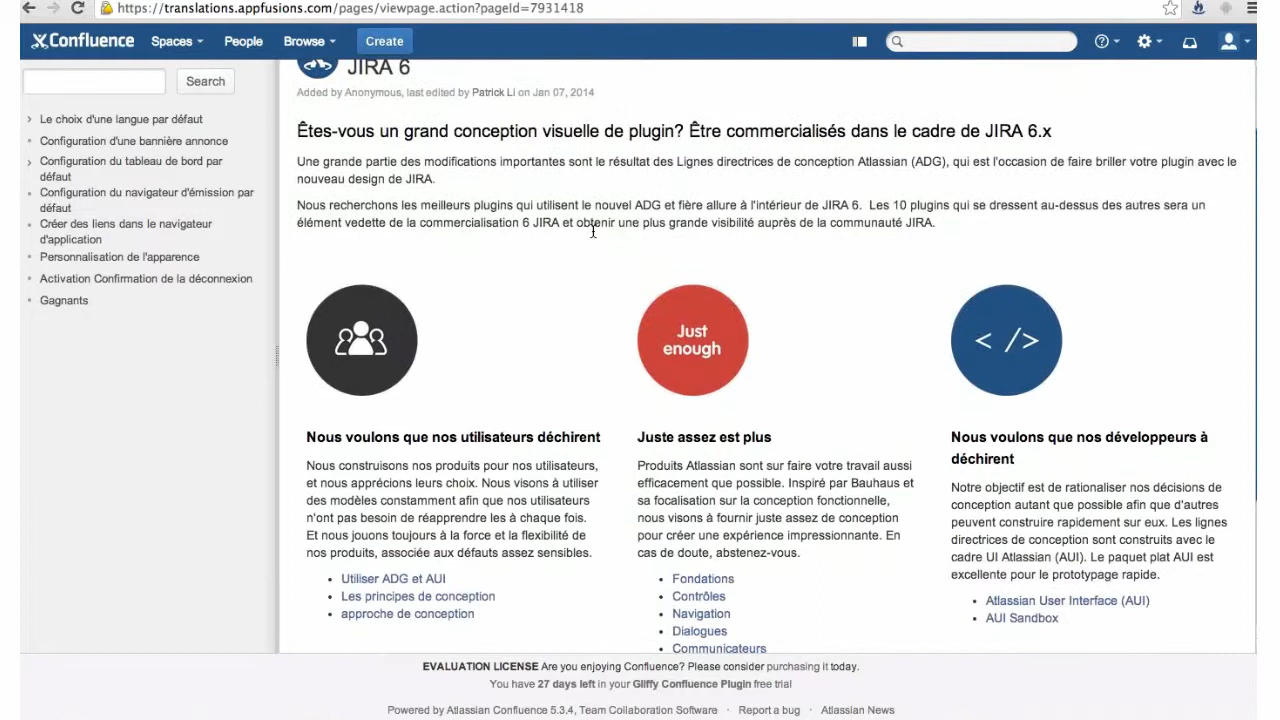 https://translations.appfusions.com/pages/viewpage.action?pageId=7931418
Confluence Spaces People Browse Create
Search
Le choix d'une langue par défaut
Configuration d'une bannière annonce
Configuration du tableau de bord par
défaut
Configuration du navigateur d'émission par
défaut
Créer des liens dans le navigateur
d'application
Personnalisation de l'apparence
Activation Confirmation de la déconnexion
Gagnants
JIRA 6
Added by Anonymous, last edited by Patrick Li on Jan 07, 2014
Êtes-vous un grand conception visuelle de plugin? Être commercialisés dans le cadre de JIRA 6.x
Une grande partie des modifications importantes sont le résultat des Lignes directrices de conception Atlassian (ADG), qui est l'occasion de faire briller votre plugin avec le
nouveau design de JIRA.
Nous recherchons les meilleurs plugins qui utilisent le nouvel ADG et fière allure à l'intérieur de JIRA 6. Les 10 plugins qui se dressent au-dessus des autres sera un
élément vedette de la commercialisation 6 JIRA et obtenir une plus grande visibilité auprès de la communauté JIRA.
Nous voulons que nos utilisateurs déchirent
Nous construisons nos produits pour nos utilisateurs,
et nous apprécions leurs choix. Nous visons à utiliser
des modèles constamment afin que nos utilisateurs
n'ont pas besoin de réapprendre les à chaque fois.
Et nous jouons toujours à la force et la flexibilité de
nos produits, associée aux défauts assez sensibles.
Utiliser ADG et AUI
Les principes de conception
approche de conception
Just
enough
Juste assez est plus
Produits Atlassian sont sur faire votre travail aussi
efficacement que possible. Inspiré par Bauhaus et
sa focalisation sur la conception fonctionnelle,
nous visons à fournir juste assez de conception
pour créer une expérience impressionnante. En
cas de doute, abstenez-vous.
Fondations
Contrôles
Navigation
Dialogues
Communicateurs
< />
Nous voulons que nos développeurs à
déchirent
Notre objectif est de rationaliser nos décisions de
conception autant que possible afin que d'autres
peuvent construire rapidement sur eux. Les lignes
directrices de conception sont construits avec le
cadre UI Atlassian (AUI). Le paquet plat AUI est
excellente pour le prototypage rapide.
Atlassian User Interface (AUI)
AUI Sandbox
EVALUATION LICENSE Are you enjoying Confluence? Please consider purchasing it today.
You have 27 days left in your Gliffy Confluence Plugin free trial
Powered by Atlassian Confluence 5.3.4, Team Collaboration Software · Report a bug · Atlassian News